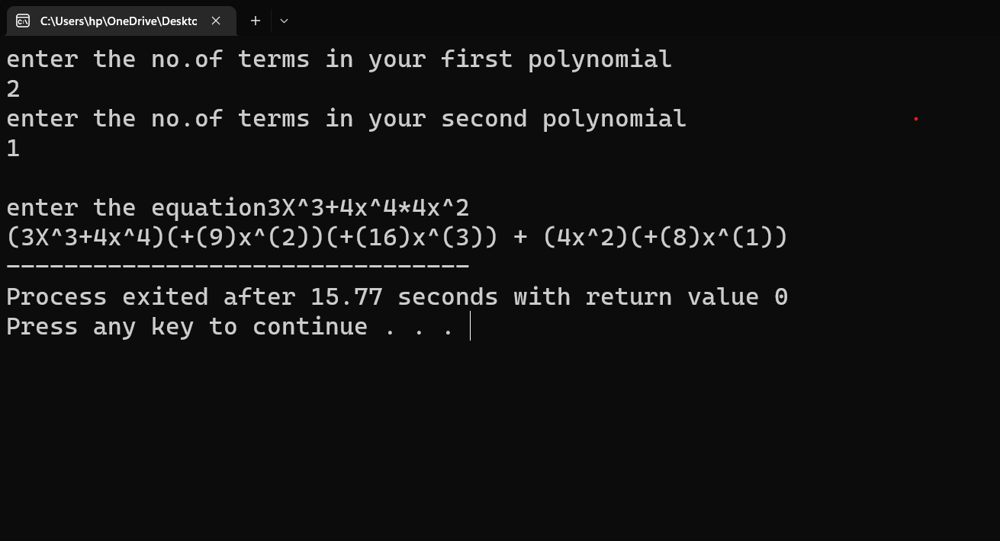 C:\Users\hp\OneDrive\Deskto
enter the no.of terms in your first polynomial
2
enter the no.of terms in your second polynomial
1
enter the equation3X^3+4x^4*4x^2
(3X^3+4x^4)(+(9)x^(2))(+(16)x^(3)) + (4x^2)(+(8)x^(1))
--------------------------------
Process exited after 15.77 seconds with return value 0
Press any key to continue . . .